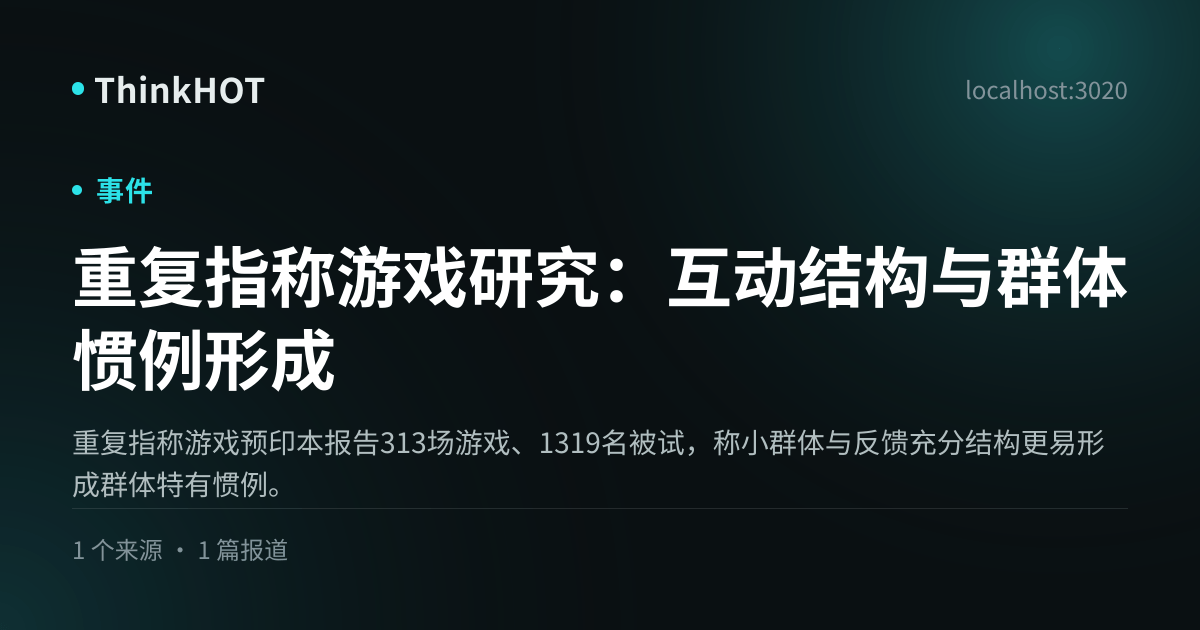 ThinkHOT
localhost:3020
事件
重复指称游戏研究：互动结构与群体
惯例形成
重复指称游戏预印本报告313场游戏、1319名被试，称小群体与反馈充分结构更易形
成群体特有惯例。
1 个来源 · 1 篇报道